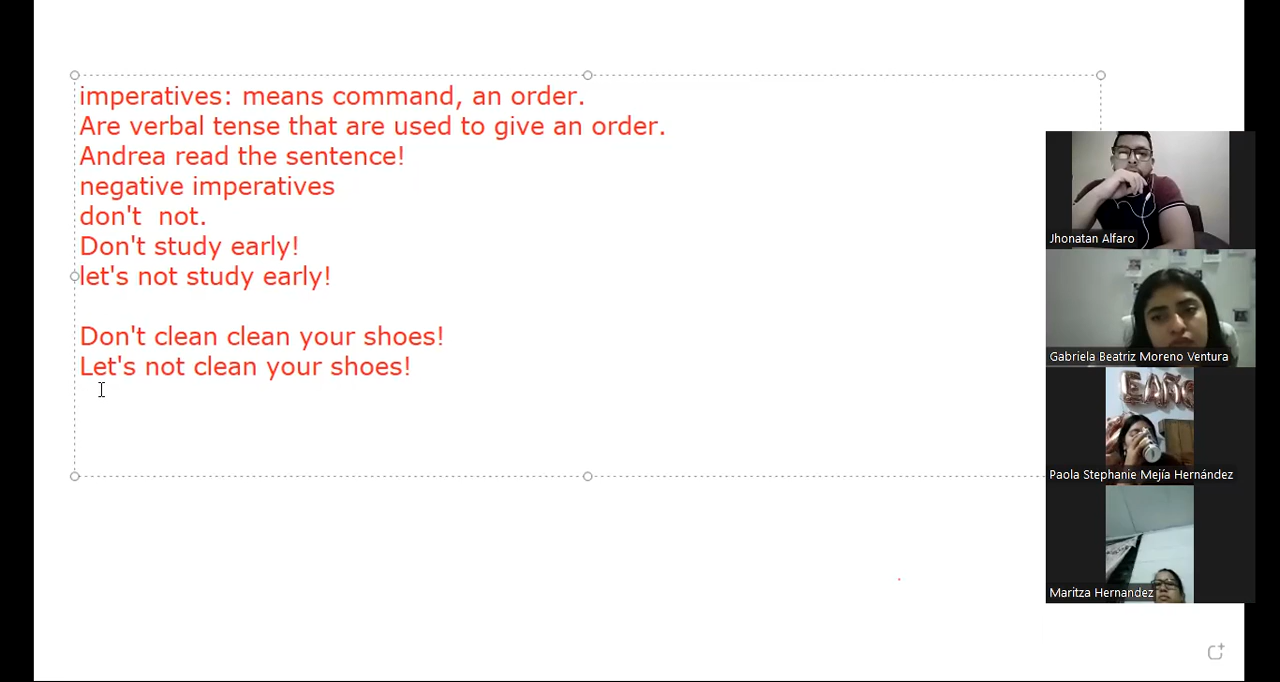 imperatives: means command, an order.
Are verbal tense that are used to give an order.
Andrea read the sentence!
negative imperatives
don't  not.
Don't study early!
let's not study early!
Don't clean clean your shoes!
Let's not clean your shoes!
Jhonatan Alfaro
Gabriela Beatriz Moreno Ventura
Paola Stephanie Mejía Hernández
Maritza Hernandez